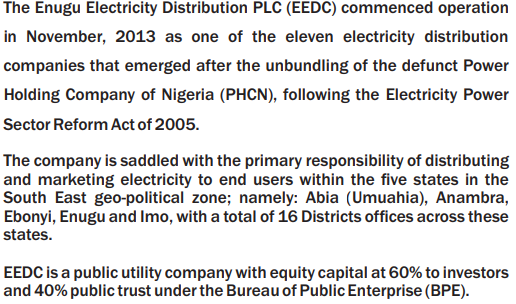 The Enugu Electricity Distribution PLC (EEDC) commenced operation
in November, 2013 as one of the eleven electricity distribution
companies that emerged after the unbundling of the defunct Power
Holding Company of Nigeria (PHCN), following the Electricity Power
Sector Reform Act of 2005.
The company is saddled with the primary responsibility of distributing
and marketing electricity to end users within the five states in the
South East geo-political zone; namely: Abia (Umuahia), Anambra,
Ebonyi, Enugu and Imo, with a total of 16 Districts offices across these
states.
EEDC is a public utility company with equity capital at 60% to investors
and 40% public trust under the Bureau of Public Enterprise (BPE).